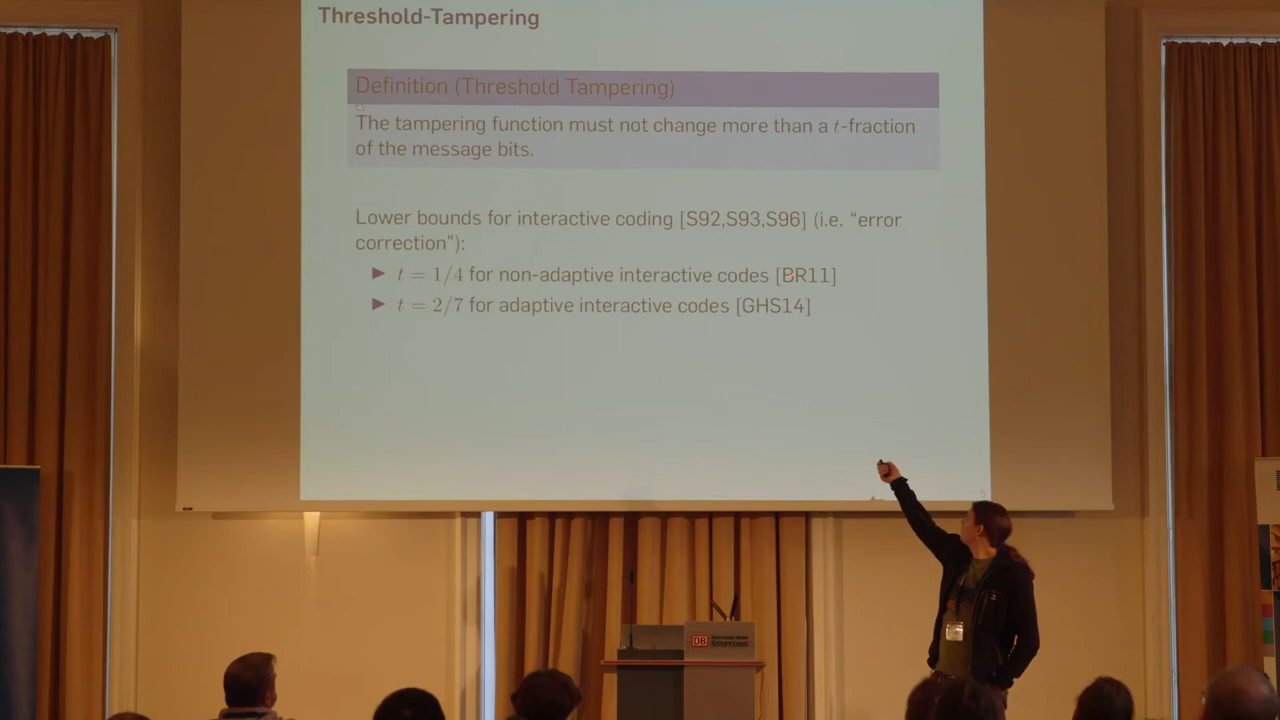 Threshold-Tampering
Definition (Threshold Tampering)
The tampering function must not change more than a t-fraction
of the message bits.
Lower bounds for interactive coding [S92,S93,S96] (i.e. “error
correction”):
▶ t = 1/4 for non-adaptive interactive codes [BR11]
▶ t = 2/7 for adaptive interactive codes [GHS14]
DB
STIFTUNG